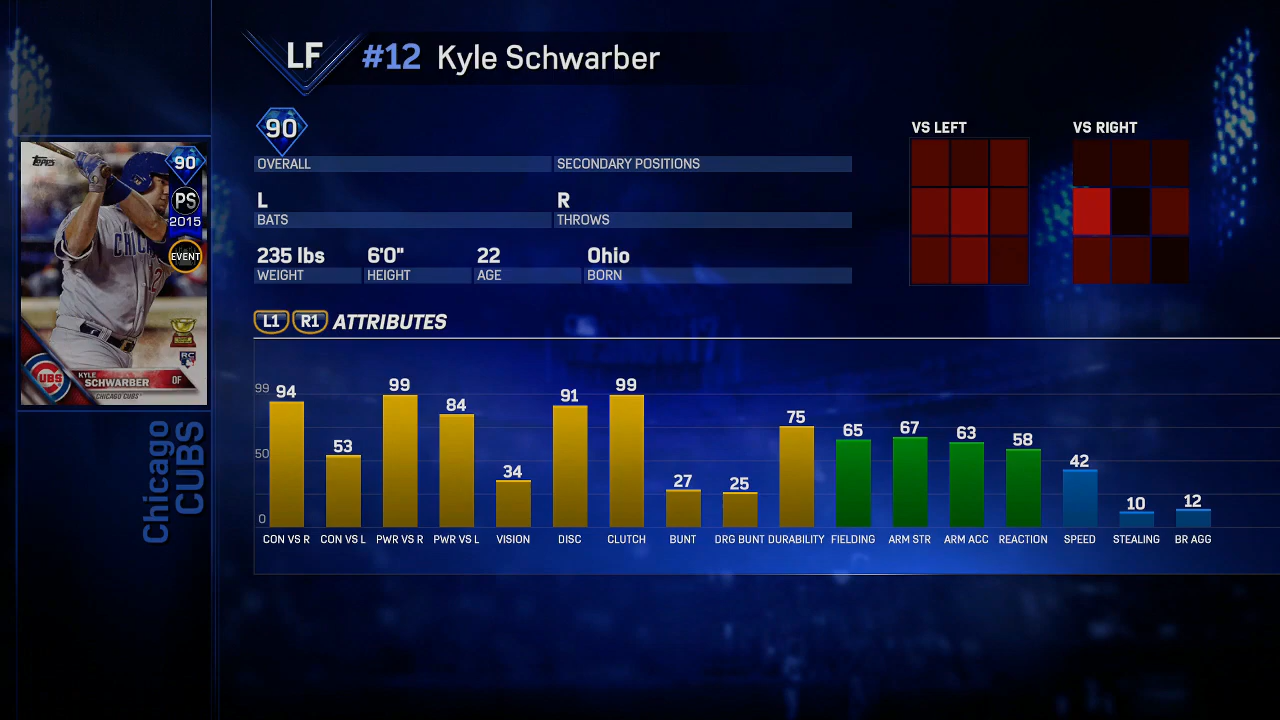 LF #12 Kyle Schwarber
90
OVERALL SECONDARY POSITIONS
L R
BATS THROWS
235 lbs 6'0" 22 Ohio
WEIGHT HEIGHT AGE BORN
VS LEFT VS RIGHT
Topps
90
PS
2015
EVENT
RC
CUBS
KYLE
SCHWARBER OF
CHICAGO CUBS
Chicago
CUBS
L1 R1 ATTRIBUTES
99
50
0
94 53 99 84 34 91 99 27 25 75 65 67 63 58 42 10 12
CON VS R CON VS L PWR VS R PWR VS L VISION DISC CLUTCH BUNT DRG BUNT DURABILITY FIELDING ARM STR ARM ACC REACTION SPEED STEALING BR AGG